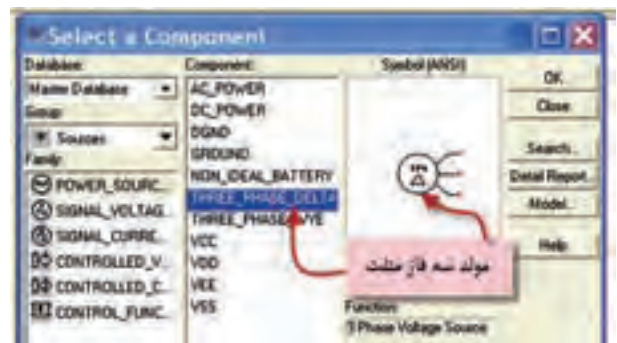 Select a Component
Database:
Master Database
Group:
Sources
Family:
POWER_SOURC...
SIGNAL_VOLTAG...
SIGNAL_CURRE...
CONTROLLED_V...
CONTROLLED_C...
CONTROL_FUNC...
Component:
AC_POWER
DC_POWER
DGND
GROUND
NON_IDEAL_BATTERY
THREE_PHASE_DELTA
THREE_PHASE_WYE
VCC
VDD
VEE
VSS
Symbol (ANSI)
مولد سه فاز مثلث
Function:
3 Phase Voltage Source
OK
Close
Search...
Detail Report...
Model...
Help